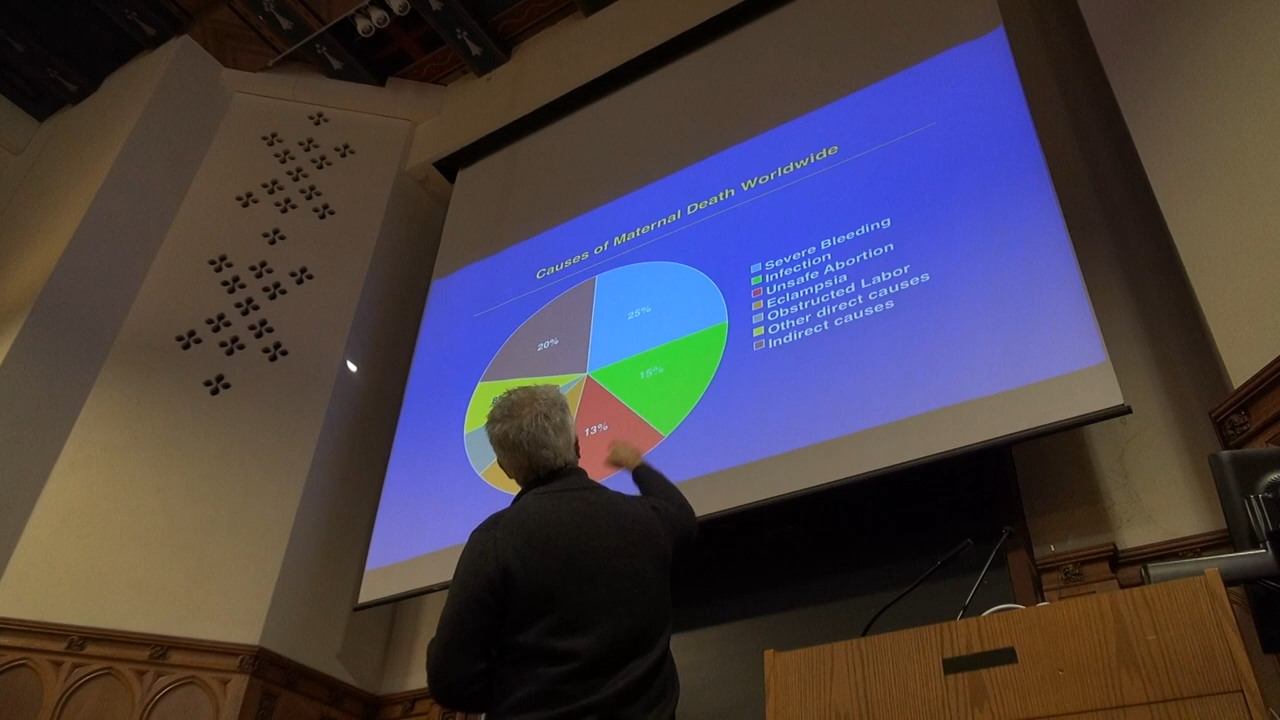 Causes of Maternal Death Worldwide
Severe Bleeding
Infection
Unsafe Abortion
Eclampsia
Obstructed Labor
Other direct causes
Indirect causes
25%
20%
15%
13%